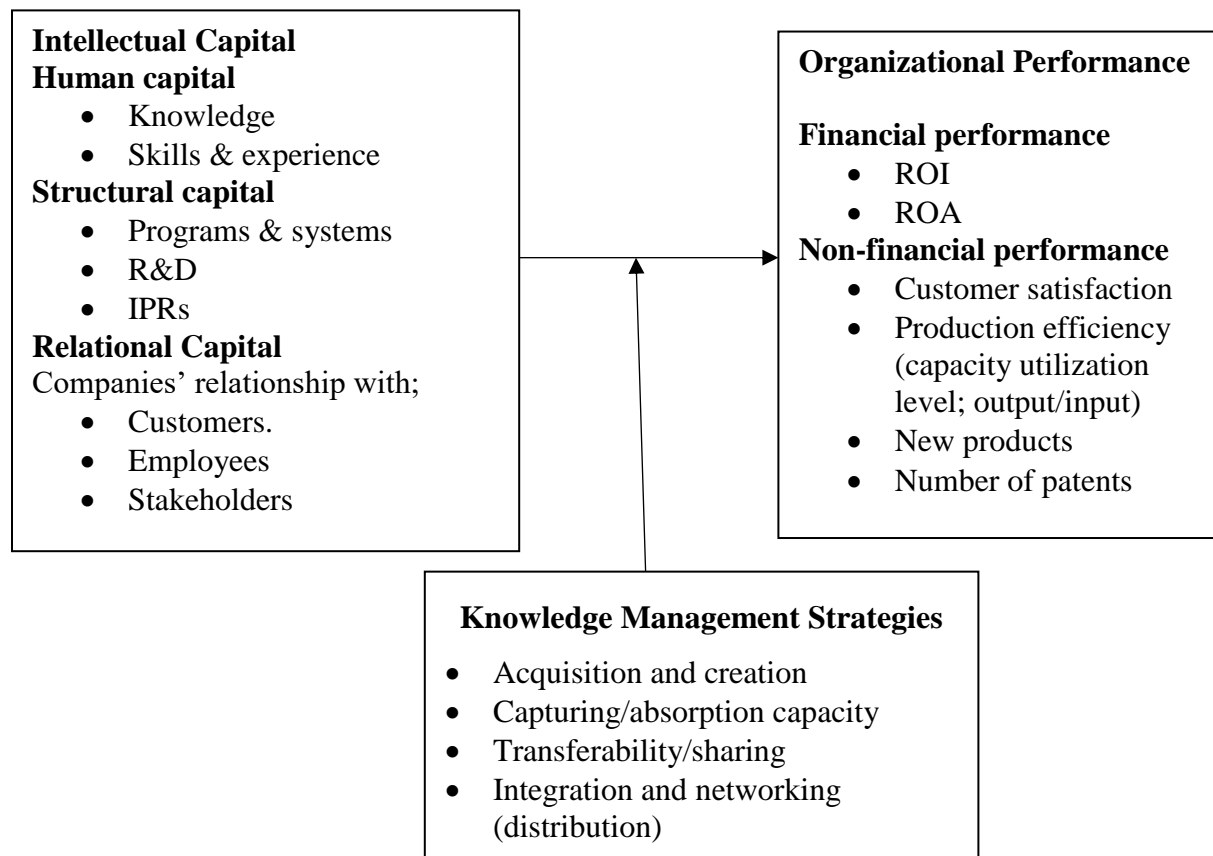 Intellectual Capital
Human capital
• Knowledge
• Skills & experience
Structural capital
• Programs & systems
• R&D
• IPRs
Relational Capital
Companies’ relationship with;
• Customers.
• Employees
• Stakeholders
Organizational Performance
Financial performance
• ROI
• ROA
Non-financial performance
• Customer satisfaction
• Production efficiency
(capacity utilization
level; output/input)
• New products
• Number of patents
Knowledge Management Strategies
• Acquisition and creation
• Capturing/absorption capacity
• Transferability/sharing
• Integration and networking
(distribution)